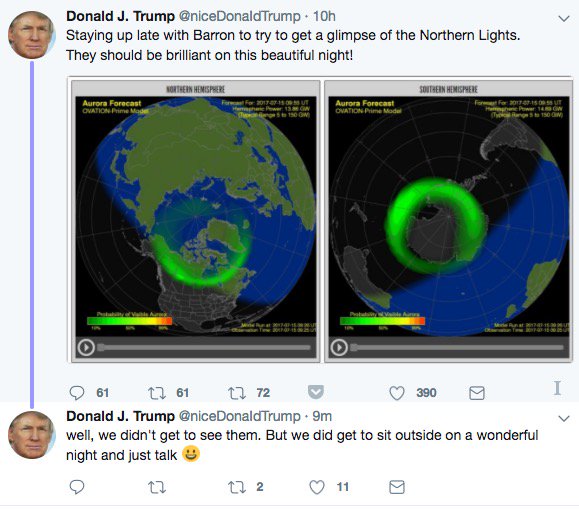 Donald J. Trump @niceDonaldTrump · 10h
Staying up late with Barron to try to get a glimpse of the Northern Lights.
They should be brilliant on this beautiful night!
NORTHERN HEMISPHERE
Aurora Forecast
OVATION-Prime Model
Forecast For: 2017-07-15 09:55 UT
Hemispheric Power: 13.86 GW
(Typical Range 5 to 150 GW)
Probability of Visible Aurora
10% 50% 90%
Model Run at: 2017-07-15 09:26 UT
Observation Time: 2017-07-15 09:25 UT
SOUTHERN HEMISPHERE
Aurora Forecast
OVATION-Prime Model
Forecast For: 2017-07-15 09:55 UT
Hemispheric Power: 14.69 GW
(Typical Range 5 to 150 GW)
Probability of Visible Aurora
10% 50% 90%
Model Run at: 2017-07-15 09:26 UT
Observation Time: 2017-07-15 09:25 UT
61 61 72 390
Donald J. Trump @niceDonaldTrump · 9m
well, we didn't get to see them. But we did get to sit outside on a wonderful
night and just talk 😃
2 11